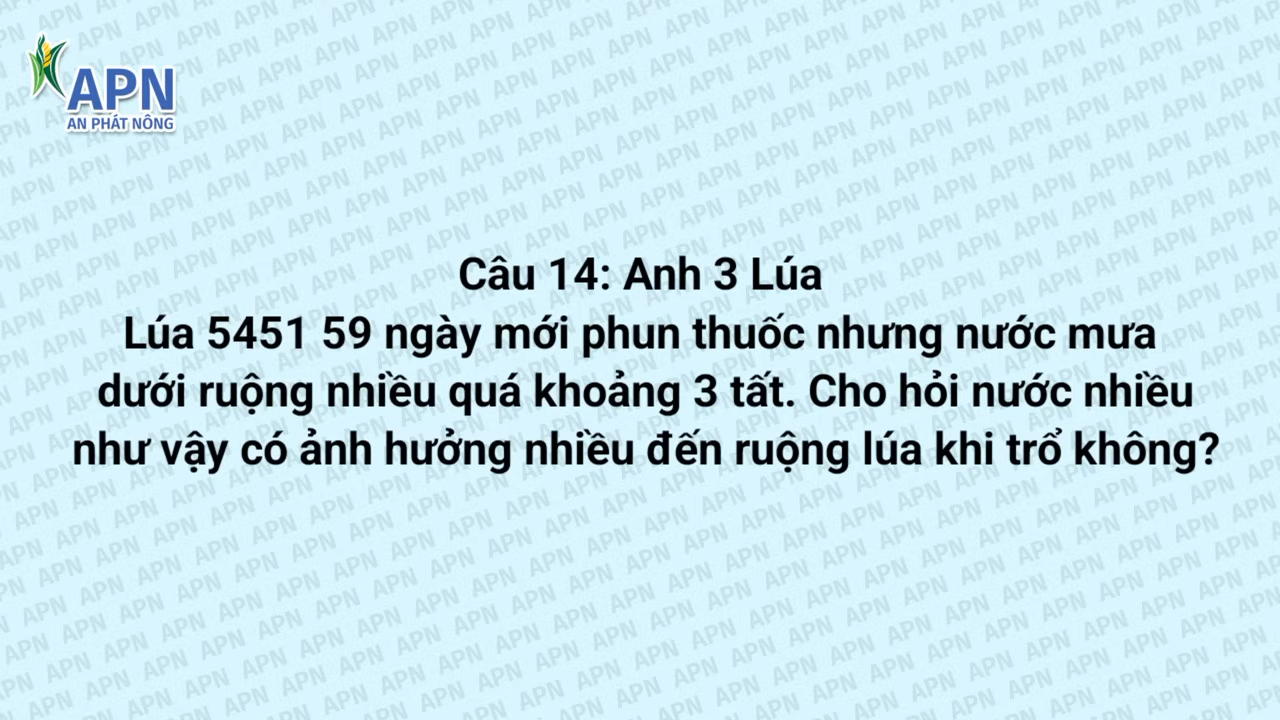 APN
AN PHÁT NÔNG
Câu 14: Anh 3 Lúa
Lúa 5451 59 ngày mới phun thuốc nhưng nước mưa
dưới ruộng nhiều quá khoảng 3 tất. Cho hỏi nước nhiều
như vậy có ảnh hưởng nhiều đến ruộng lúa khi trổ không?